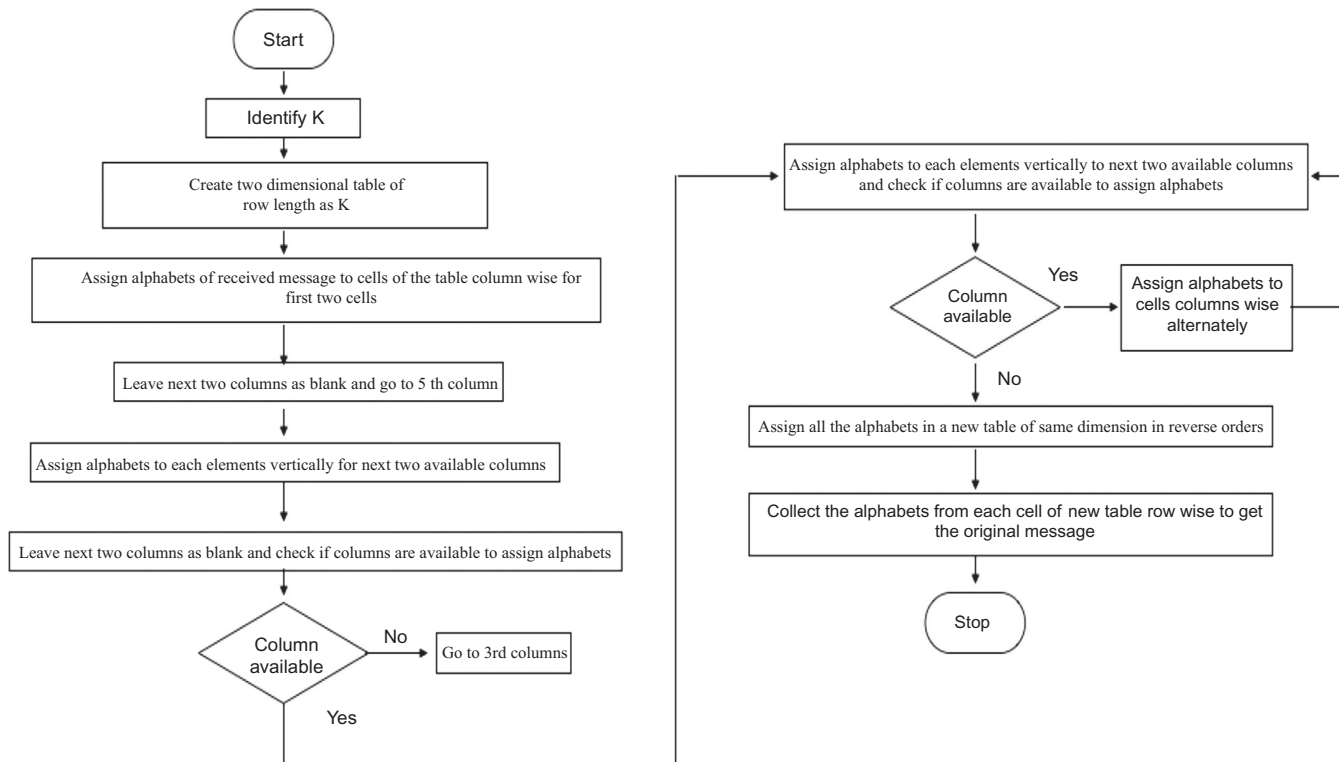 Start
Identify K
Create two dimensional table of
row length as K
Assign alphabets of received message to cells of the table column wise for
first two cells
Leave next two columns as blank and go to 5 th column
Assign alphabets to each elements vertically for next two available columns
Leave next two columns as blank and check if columns are available to assign alphabets
Column
available
No
Go to 3rd columns
Yes
Assign alphabets to each elements vertically to next two available columns
and check if columns are available to assign alphabets
Column
available
Yes
Assign alphabets to
cells columns wise
alternately
No
Assign all the alphabets in a new table of same dimension in reverse orders
Collect the alphabets from each cell of new table row wise to get
the original message
Stop